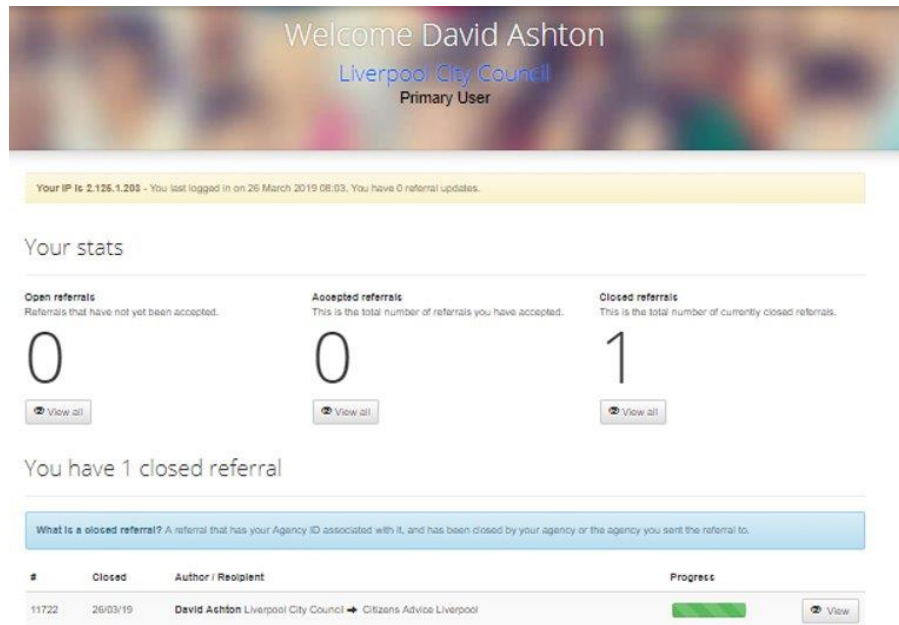 Welcome David Ashton
Liverpool City Council
Primary User
Your IP is 2.125.1.203 - You last logged in on 26 March 2019 08:03. You have 0 referral updates.
Your stats
Open referrals
Referrals that have not yet been accepted.
0
View all
Accepted referrals
This is the total number of referrals you have accepted.
0
View all
Closed referrals
This is the total number of currently closed referrals.
1
View all
You have 1 closed referral
What is a closed referral? A referral that has your Agency ID associated with it, and has been closed by your agency or the agency you sent the referral to.
# Closed Author / Recipient Progress
11722 26/03/19 David Ashton Liverpool City Council ➔ Citizens Advice Liverpool View